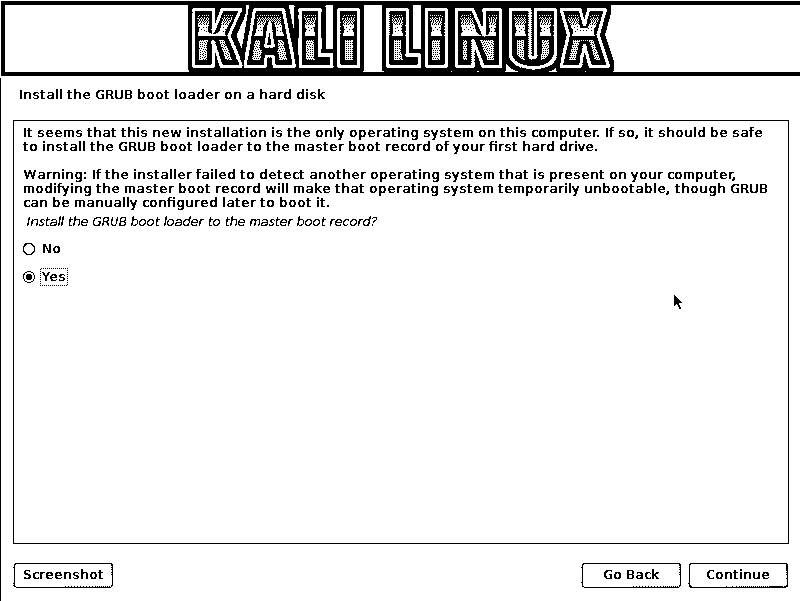 KALI LINUX
Install the GRUB boot loader on a hard disk
It seems that this new installation is the only operating system on this computer. If so, it should be safe
to install the GRUB boot loader to the master boot record of your first hard drive.
Warning: If the installer failed to detect another operating system that is present on your computer,
modifying the master boot record will make that operating system temporarily unbootable, though GRUB
can be manually configured later to boot it.
Install the GRUB boot loader to the master boot record?
No
Yes
Screenshot
Go Back
Continue